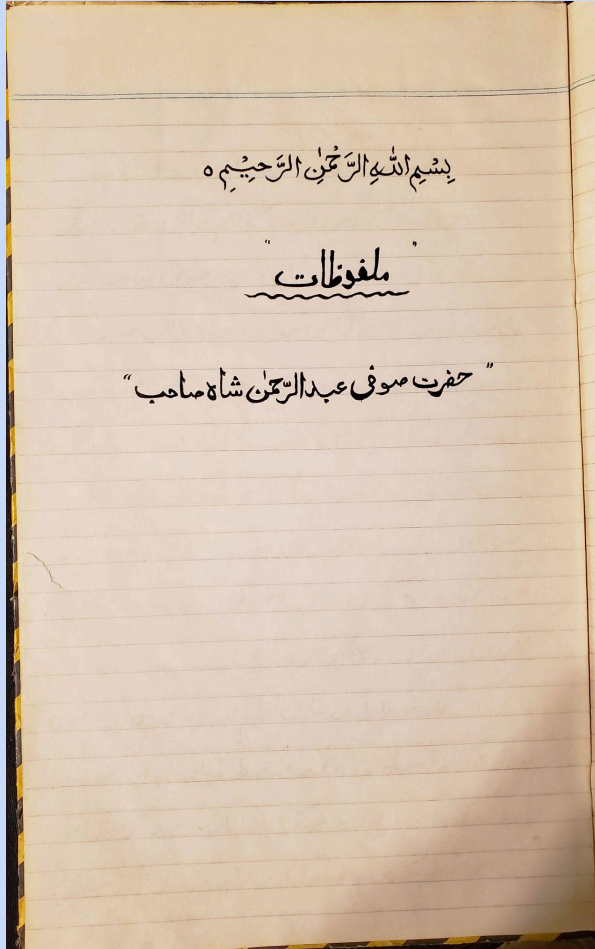 بِسْمِ اللّٰهِ الرَّحْمٰنِ الرَّحِيْمِ ہ
"ملفوظات"
"حضرت صوفی عبدالرّحمٰن شاہ صاحب"